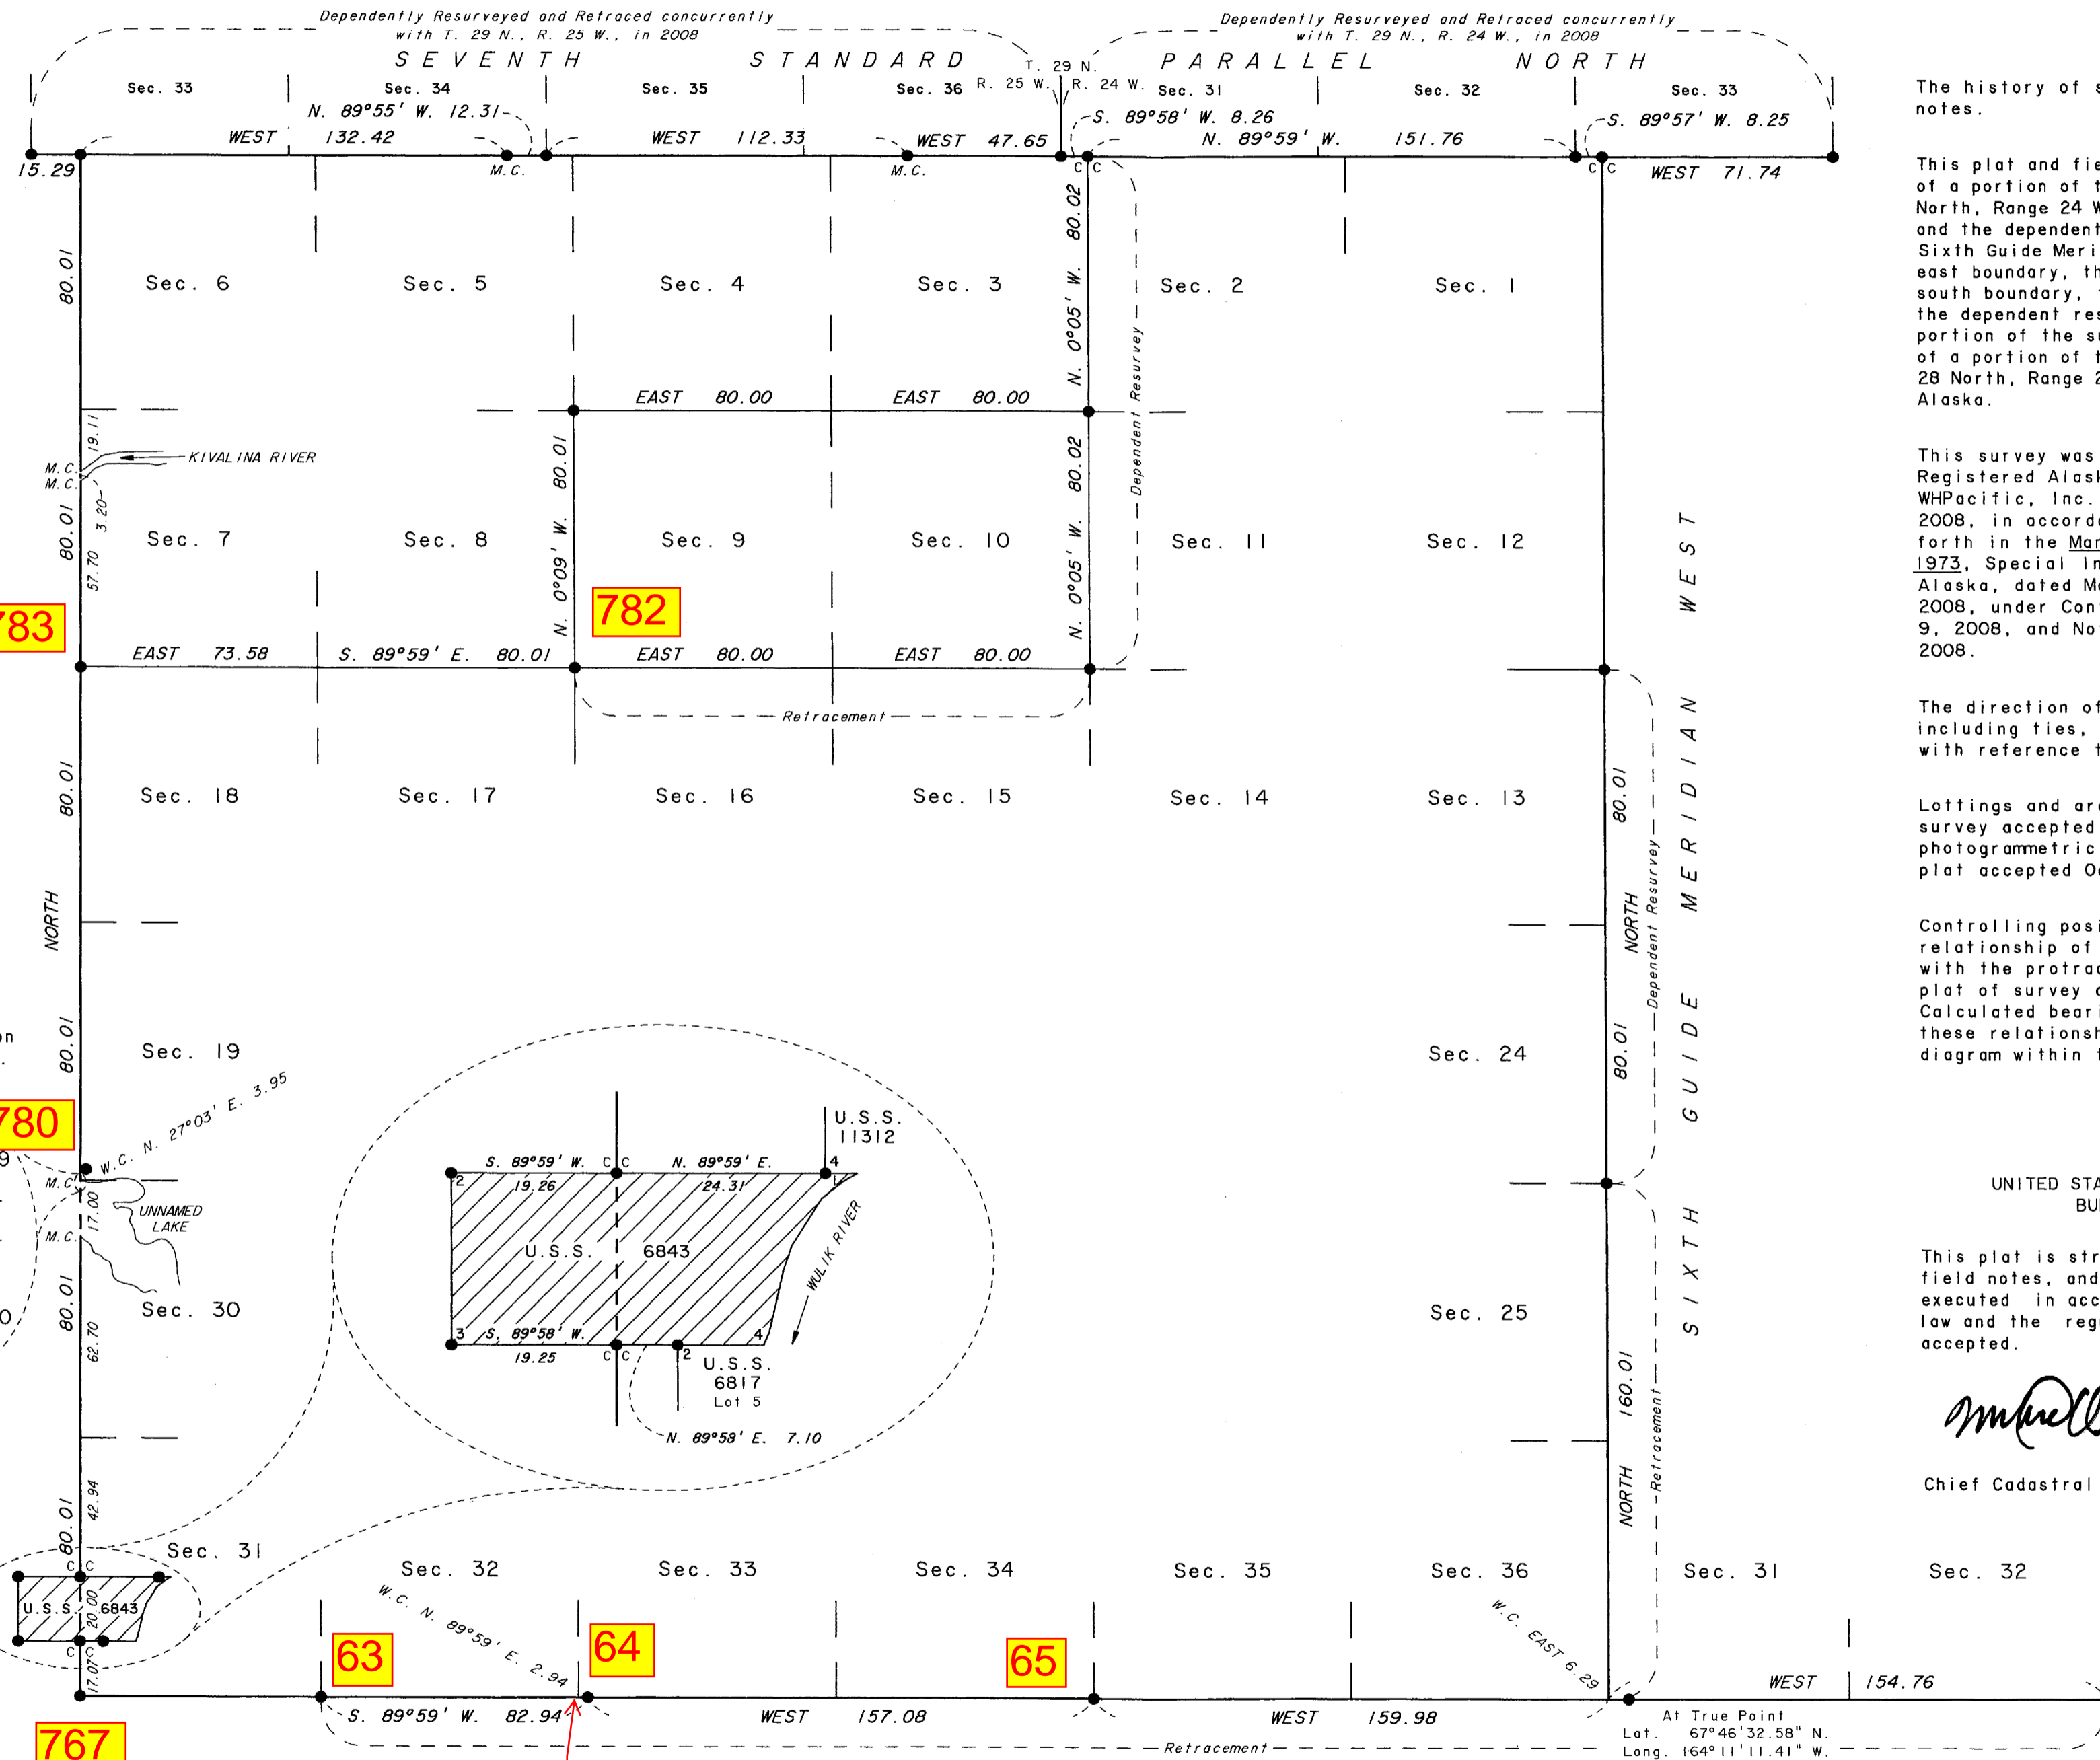 Dependently Resurveyed and Retraced concurrently
with T. 29 N., R. 25 W., in 2008
Dependently Resurveyed and Retraced concurrently
with T. 29 N., R. 24 W., in 2008
SEVENTH STANDARD PARALLEL NORTH
T. 29 N.
R. 25 W. R. 24 W.
Sec. 33 Sec. 34 Sec. 35 Sec. 36 Sec. 31 Sec. 32 Sec. 33
N. 89°55' W. 12.31
S. 89°58' W. 8.26
S. 89°57' W. 8.25
WEST 132.42
WEST 112.33
WEST 47.65
N. 89°59' W. 151.76
15.29
M.C.
M.C.
C C
C C
WEST 71.74
80.01
N. 0°05' W. 80.02
Sec. 6 Sec. 5 Sec. 4 Sec. 3 Sec. 2 Sec. 1
Dependent Resurvey
EAST 80.00
EAST 80.00
19.11
KIVALINA RIVER
M.C.
M.C.
3.20
57.70
80.01
N. 0°09' W. 80.01
N. 0°05' W. 80.02
Sec. 7 Sec. 8 Sec. 9 Sec. 10 Sec. 11 Sec. 12
783
782
EAST 73.58
S. 89°59' E. 80.01
EAST 80.00
EAST 80.00
Retracement
80.01
Sec. 18 Sec. 17 Sec. 16 Sec. 15 Sec. 14 Sec. 13
80.01
NORTH
NORTH
Dependent Resurvey
SIXTH GUIDE MERIDIAN WEST
80.01
Sec. 19
Sec. 24
80.01
780
W.C. N. 27°03' E. 3.95
M.C.
17.00
UNNAMED
LAKE
M.C.
80.01
62.70
Sec. 30
Sec. 25
U.S.S.
11312
S. 89°59' W. C C N. 89°59' E. 4
2 19.26 24.31 1
U.S.S. 6843
WULIK RIVER
3 S. 89°58' W. 4
19.25 C C 2
U.S.S.
6817
Lot 5
N. 89°58' E. 7.10
NORTH 160.01
Retracement
42.94
80.01
C C
U.S.S. 6843
20.00
C C
17.07
Sec. 31 Sec. 32 Sec. 33 Sec. 34 Sec. 35 Sec. 36 Sec. 31 Sec. 32
W.C. N. 89°59' E. 2.94
W.C. EAST 6.29
63
64
65
767
S. 89°59' W. 82.94
WEST 157.08
WEST 159.98
WEST 154.76
Retracement
At True Point
Lat. 67°46'32.58" N.
Long. 164°11'11.41" W.
The history of s
notes.
This plat and fie
of a portion of t
North, Range 24 W
and the dependent
Sixth Guide Meri
east boundary, th
south boundary,
the dependent res
portion of the su
of a portion of t
28 North, Range 2
Alaska.
This survey was
Registered Alask
WHPacific, Inc.
2008, in accorda
forth in the Man
1973, Special In
Alaska, dated Ma
2008, under Con
9, 2008, and No
2008.
The direction of
including ties,
with reference t
Lottings and are
survey accepted
photogrammetric
plat accepted Oc
Controlling posi
relationship of
with the protrac
plat of survey
Calculated beari
these relationsh
diagram within t
UNITED STA
BU
This plat is str
field notes, and
executed in acc
law and the regu
accepted.
Chief Cadastral